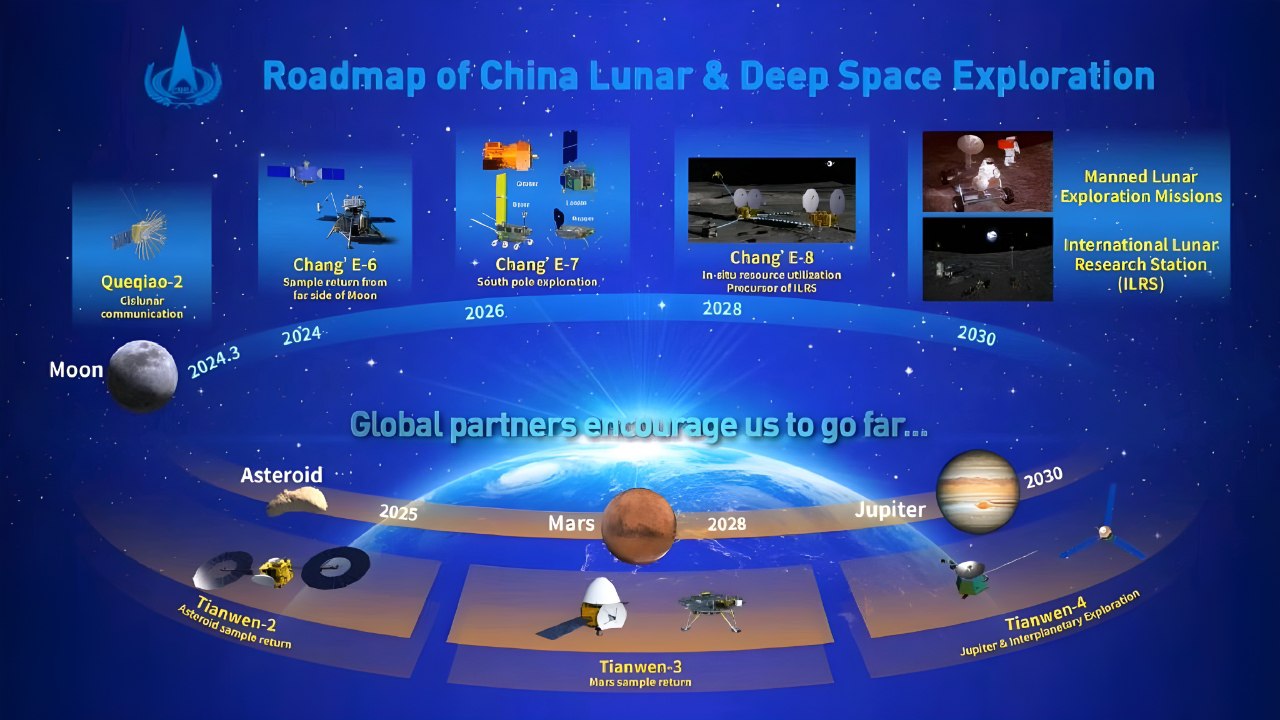 CNSA
Roadmap of China Lunar & Deep Space Exploration
Queqiao-2
Cislunar
communication
Chang' E-6
Sample return from
far side of Moon
Orbiter
Lander
Chang' E-7
South pole exploration
Chang' E-8
In-situ resource utilization
Precursor of ILRS
Manned Lunar
Exploration Missions
International Lunar
Research Station
(ILRS)
Moon
2024.3
2024
2026
2028
2030
Global partners encourage us to go far...
Asteroid
2025
Mars
2028
Jupiter
2030
Tianwen-2
Asteroid sample return
Tianwen-3
Mars sample return
Tianwen-4
Jupiter & Interplanetary Exploration